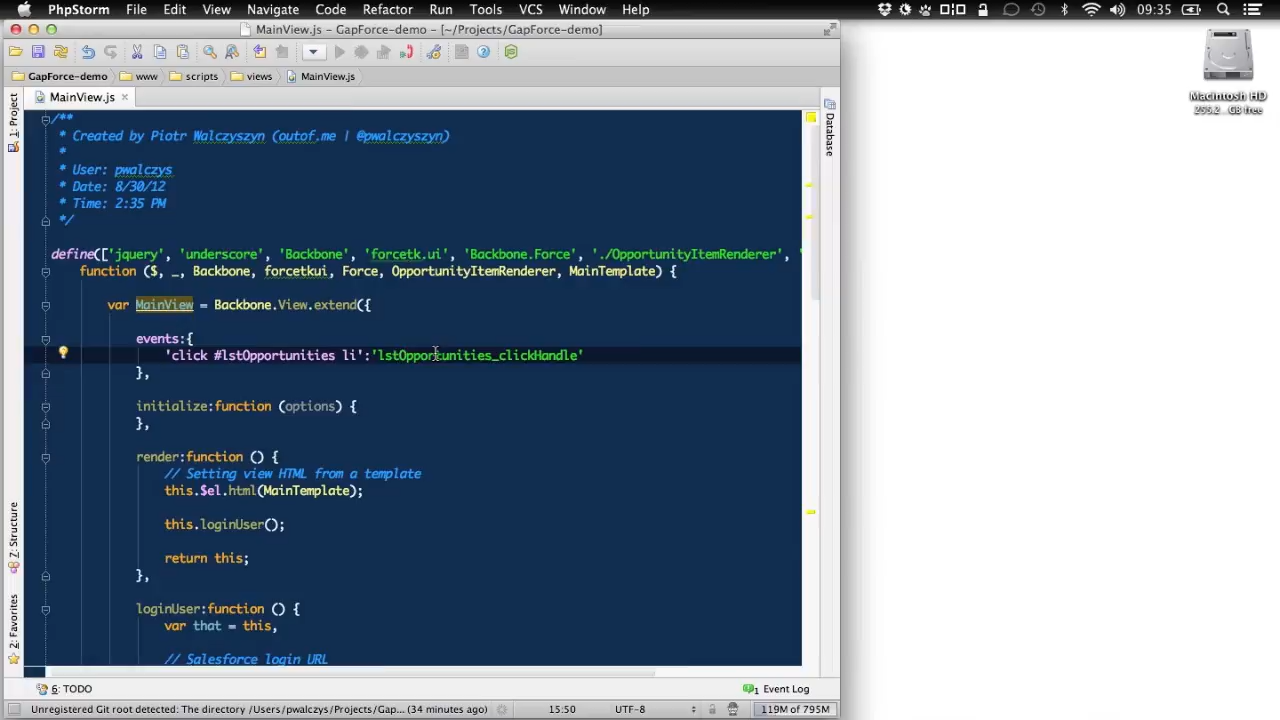 PhpStorm File Edit View Navigate Code Refactor Run Tools VCS Window Help 09:35
MainView.js - GapForce-demo - [~/Projects/GapForce-demo]
GapForce-demo www scripts views MainView.js
MainView.js
1: Project
Database
Macintosh HD
255.2...GB free
/**
* Created by Piotr Walczyszyn (outof.me | @pwalczyszyn)
*
* User: pwalczys
* Date: 8/30/12
* Time: 2:35 PM
*/
define(['jquery', 'underscore', 'Backbone', 'forcetk.ui', 'Backbone.Force', './OpportunityItemRenderer', '
function ($, _, Backbone, forcetkui, Force, OpportunityItemRenderer, MainTemplate) {
var MainView = Backbone.View.extend({
events:{
'click #lstOpportunities li':'lstOpportunities_clickHandle'
},
initialize:function (options) {
},
render:function () {
// Setting view HTML from a template
this.$el.html(MainTemplate);
this.loginUser();
return this;
},
loginUser:function () {
var that = this,
// Salesforce login URL
7: Structure
2: Favorites
6: TODO
Event Log
Unregistered Git root detected: The directory /Users/pwalczys/Projects/Gap... (34 minutes ago) 15:50 UTF-8 119M of 795M